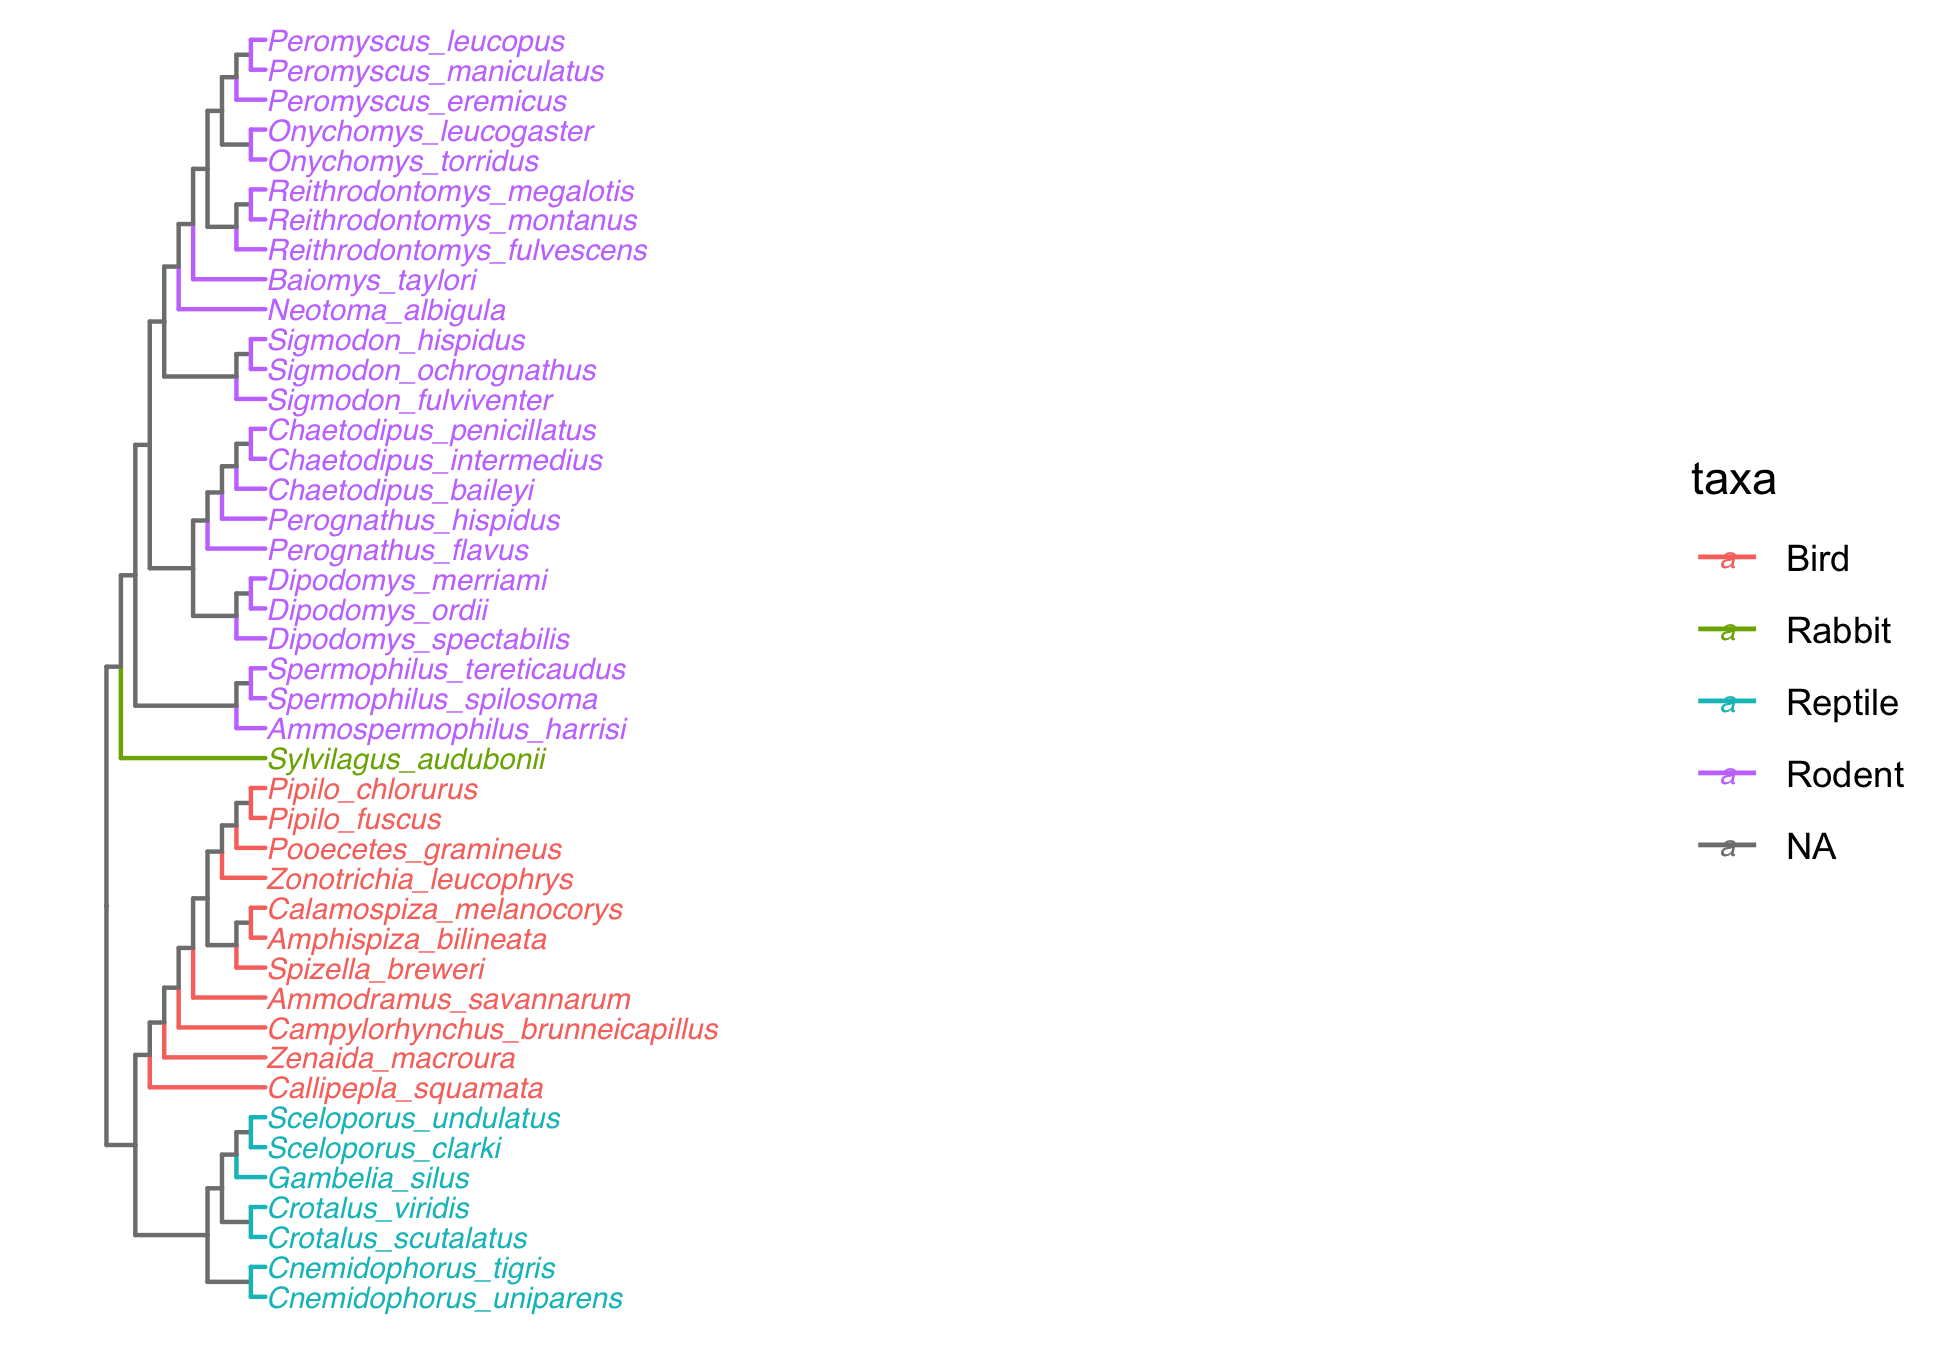 Peromyscus_leucopus
Peromyscus_maniculatus
Peromyscus_eremicus
Onychomys_leucogaster
Onychomys_torridus
Reithrodontomys_megalotis
Reithrodontomys_montanus
Reithrodontomys_fulvescens
Baiomys_taylori
Neotoma_albigula
Sigmodon_hispidus
Sigmodon_ochrognathus
Sigmodon_fulviventer
Chaetodipus_penicillatus
Chaetodipus_intermedius
Chaetodipus_baileyi
Perognathus_hispidus
Perognathus_flavus
Dipodomys_merriami
Dipodomys_ordii
Dipodomys_spectabilis
Spermophilus_tereticaudus
Spermophilus_spilosoma
Ammospermophilus_harrisi
Sylvilagus_audubonii
Pipilo_chlorurus
Pipilo_fuscus
Pooecetes_gramineus
Zonotrichia_leucophrys
Calamospiza_melanocorys
Amphispiza_bilineata
Spizella_breweri
Ammodramus_savannarum
Campylorhynchus_brunneicapillus
Zenaida_macroura
Callipepla_squamata
Sceloporus_undulatus
Sceloporus_clarki
Gambelia_silus
Crotalus_viridis
Crotalus_scutalatus
Cnemidophorus_tigris
Cnemidophorus_uniparens
taxa
a Bird
a Rabbit
a Reptile
a Rodent
a NA